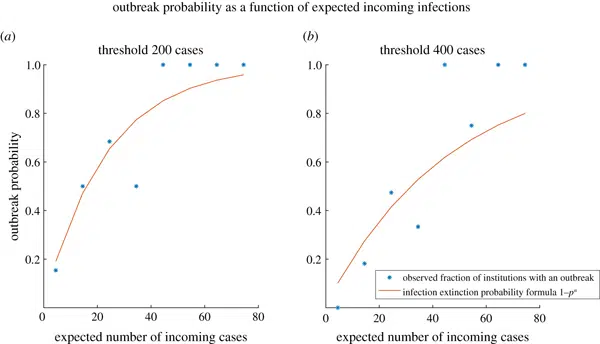 outbreak probability as a function of expected incoming infections
(a)
threshold 200 cases
1.0
0.8
0.6
0.4
0.2
0
20
40
60
80
outbreak probability
expected number of incoming cases
(b)
threshold 400 cases
1.0
0.8
0.6
0.4
0.2
0
20
40
60
80
observed fraction of institutions with an outbreak
infection extinction probability formula 1–pⁿ
expected number of incoming cases